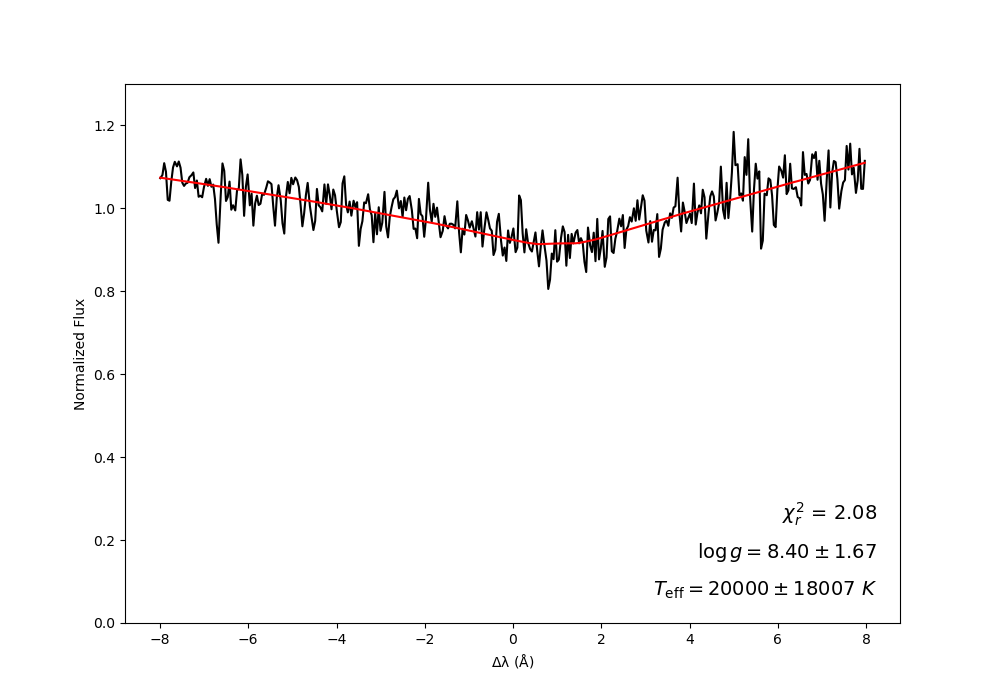 1.2
1.0
0.8
0.6
0.4
0.2
0.0
Normalized Flux
χ²ᵣ = 2.08
log g = 8.40 ± 1.67
T_eff = 20000 ± 18007 K
−8 −6 −4 −2 0 2 4 6 8
Δλ (Å)